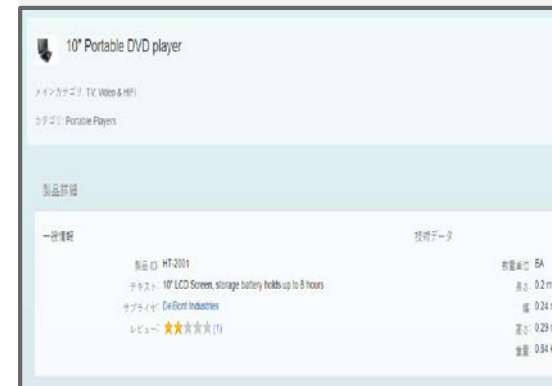 10" Portable DVD player
メインカテゴリ: TV, Video & HiFi
カテゴリ: Portable Players
製品詳細
一般情報
技術データ
製品 ID: HT-2001
テキスト: 10" LCD Screen, storage battery holds up to 8 hours
サプライヤ: DelBont Industries
レビュー: (1)
数量単位: EA
長さ: 0.2 m
幅: 0.24
高さ: 0.29
重量: 0.84